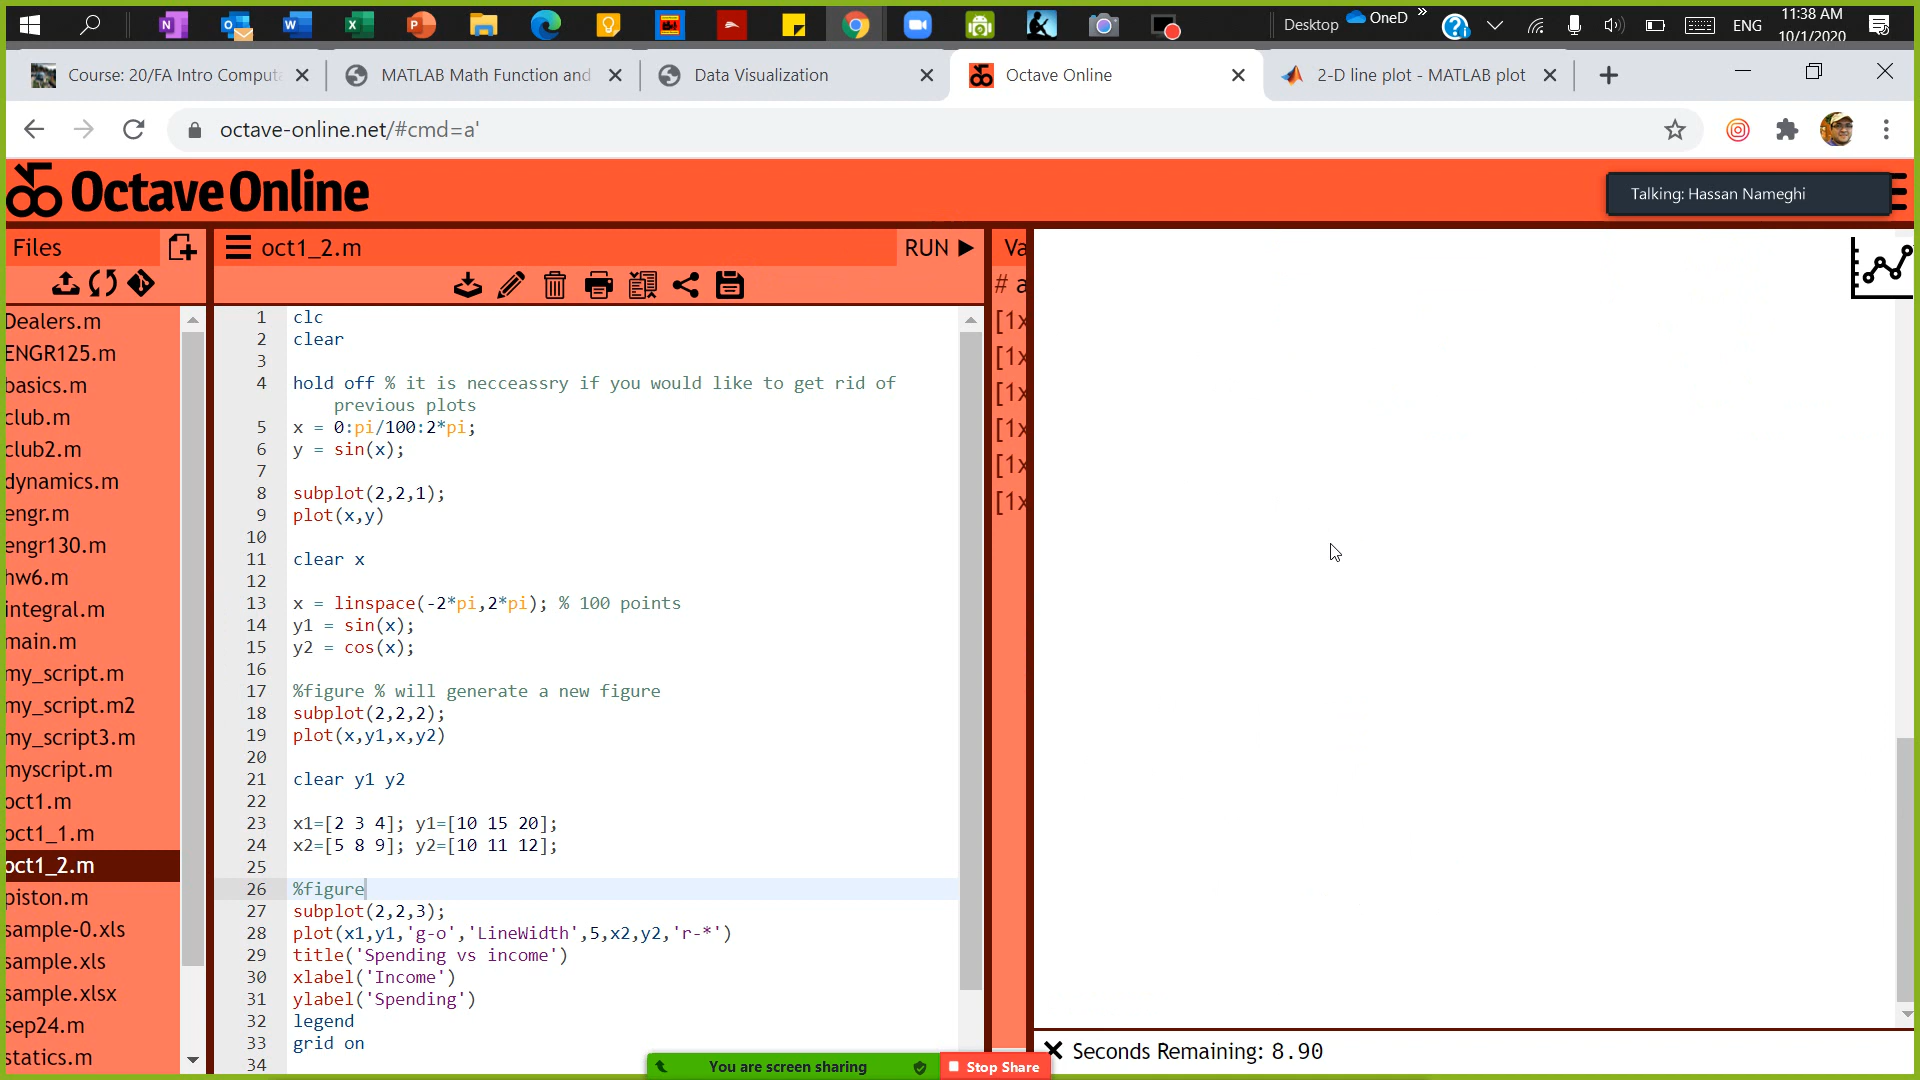 Desktop
OneD
»
ENG
11:38 AM
10/1/2020
Course: 20/FA Intro Computa
MATLAB Math Function and
Data Visualization
Octave Online
2-D line plot - MATLAB plot
octave-online.net/#cmd=a'
Octave Online
Talking: Hassan Nameghi
Files
oct1_2.m
RUN
Va
# a
[1x
[1x
[1x
[1x
[1x
[1x
Dealers.m
ENGR125.m
basics.m
club.m
club2.m
dynamics.m
engr.m
engr130.m
hw6.m
integral.m
main.m
my_script.m
my_script.m2
my_script3.m
myscript.m
oct1.m
oct1_1.m
oct1_2.m
piston.m
sample-0.xls
sample.xls
sample.xlsx
sep24.m
statics.m
1 clc
2 clear
3
4 hold off % it is necceassry if you would like to get rid of
previous plots
5 x = 0:pi/100:2*pi;
6 y = sin(x);
7
8 subplot(2,2,1);
9 plot(x,y)
10
11 clear x
12
13 x = linspace(-2*pi,2*pi); % 100 points
14 y1 = sin(x);
15 y2 = cos(x);
16
17 %figure % will generate a new figure
18 subplot(2,2,2);
19 plot(x,y1,x,y2)
20
21 clear y1 y2
22
23 x1=[2 3 4]; y1=[10 15 20];
24 x2=[5 8 9]; y2=[10 11 12];
25
26 %figure
27 subplot(2,2,3);
28 plot(x1,y1,'g-o','LineWidth',5,x2,y2,'r-*')
29 title('Spending vs income')
30 xlabel('Income')
31 ylabel('Spending')
32 legend
33 grid on
34
Seconds Remaining: 8.90
You are screen sharing
Stop Share